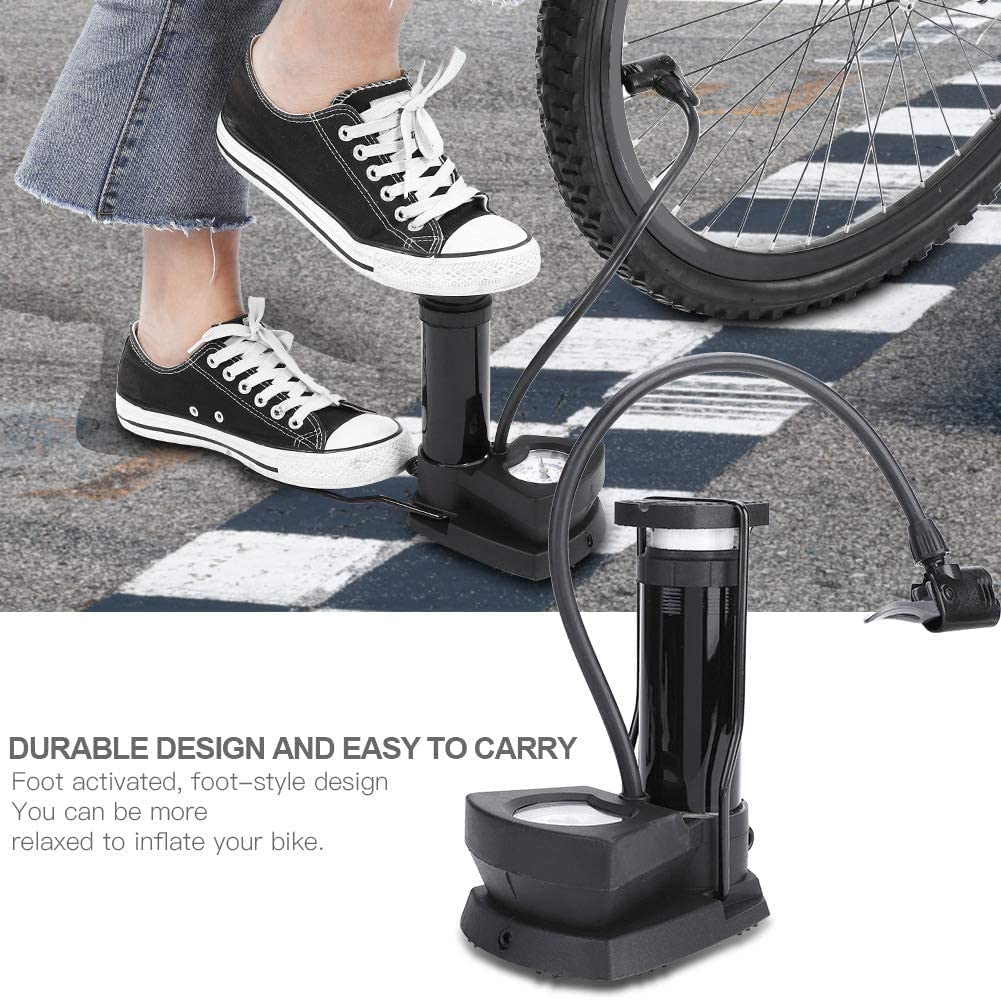 DURABLE DESIGN AND EASY TO CARRY
Foot activated, foot-style design
You can be more
relaxed to inflate your bike.